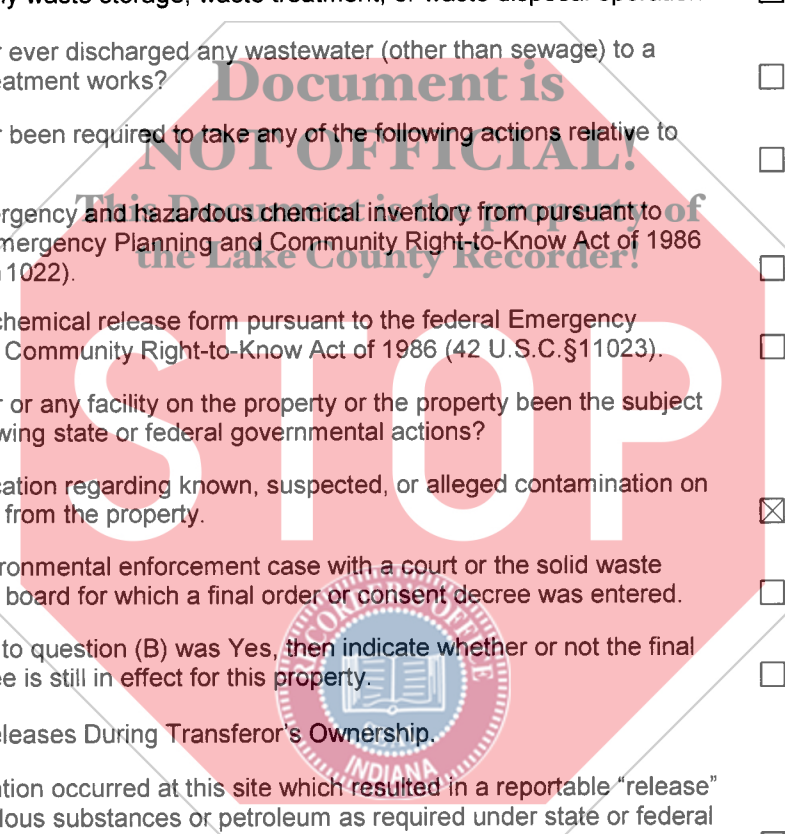 ny waste storage, waste treatment, or waste disposal operation
r ever discharged any wastewater (other than sewage) to a
eatment works?
Document is
r been required to take any of the following actions relative to
NOT OFFICIAL!
This Document is the property of
ergency and hazardous chemical inventory from pursuant to
mergency Planning and Community Right-to-Know Act of 1986
the Lake County Recorder!
11022).
chemical release form pursuant to the federal Emergency
Community Right-to-Know Act of 1986 (42 U.S.C.§11023).
STOP
r or any facility on the property or the property been the subject
wing state or federal governmental actions?
cation regarding known, suspected, or alleged contamination on
from the property.
ronmental enforcement case with a court or the solid waste
board for which a final order or consent decree was entered.
RECORDER'S OFFICE
to question (B) was Yes, then indicate whether or not the final
ee is still in effect for this property.
eleases During Transferor's Ownership.
INDIANA
ation occurred at this site which resulted in a reportable “release”
dous substances or petroleum as required under state or federal